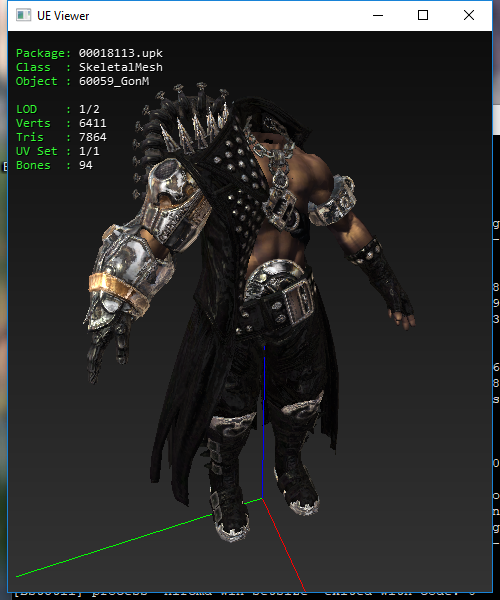 UE Viewer
Package: 00018113.upk
Class : SkeletalMesh
Object : 60059_GonM
LOD : 1/2
Verts : 6411
Tris : 7864
UV Set : 1/1
Bones : 94